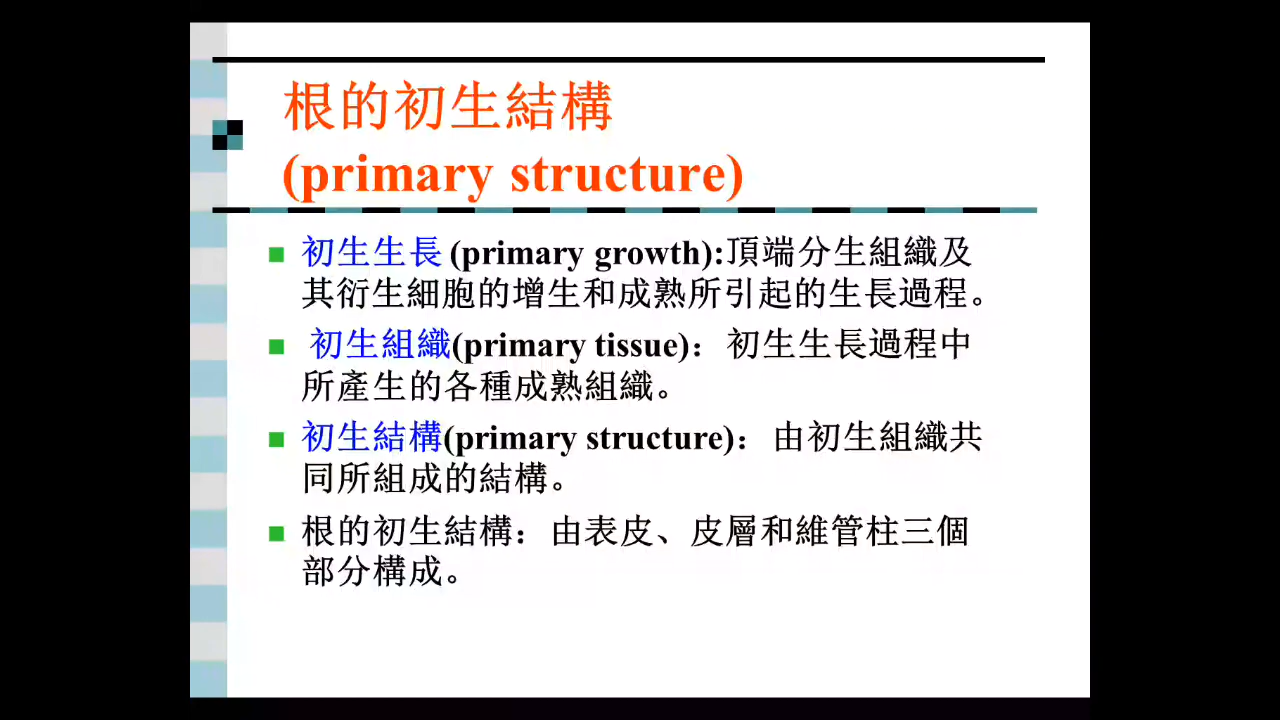 根的初生結構
(primary structure)
初生生長 (primary growth):頂端分生組織及
其衍生細胞的增生和成熟所引起的生長過程。
初生組織(primary tissue)：初生生長過程中
所產生的各種成熟組織。
初生結構(primary structure)：由初生組織共
同所組成的結構。
根的初生結構：由表皮、皮層和維管柱三個
部分構成。